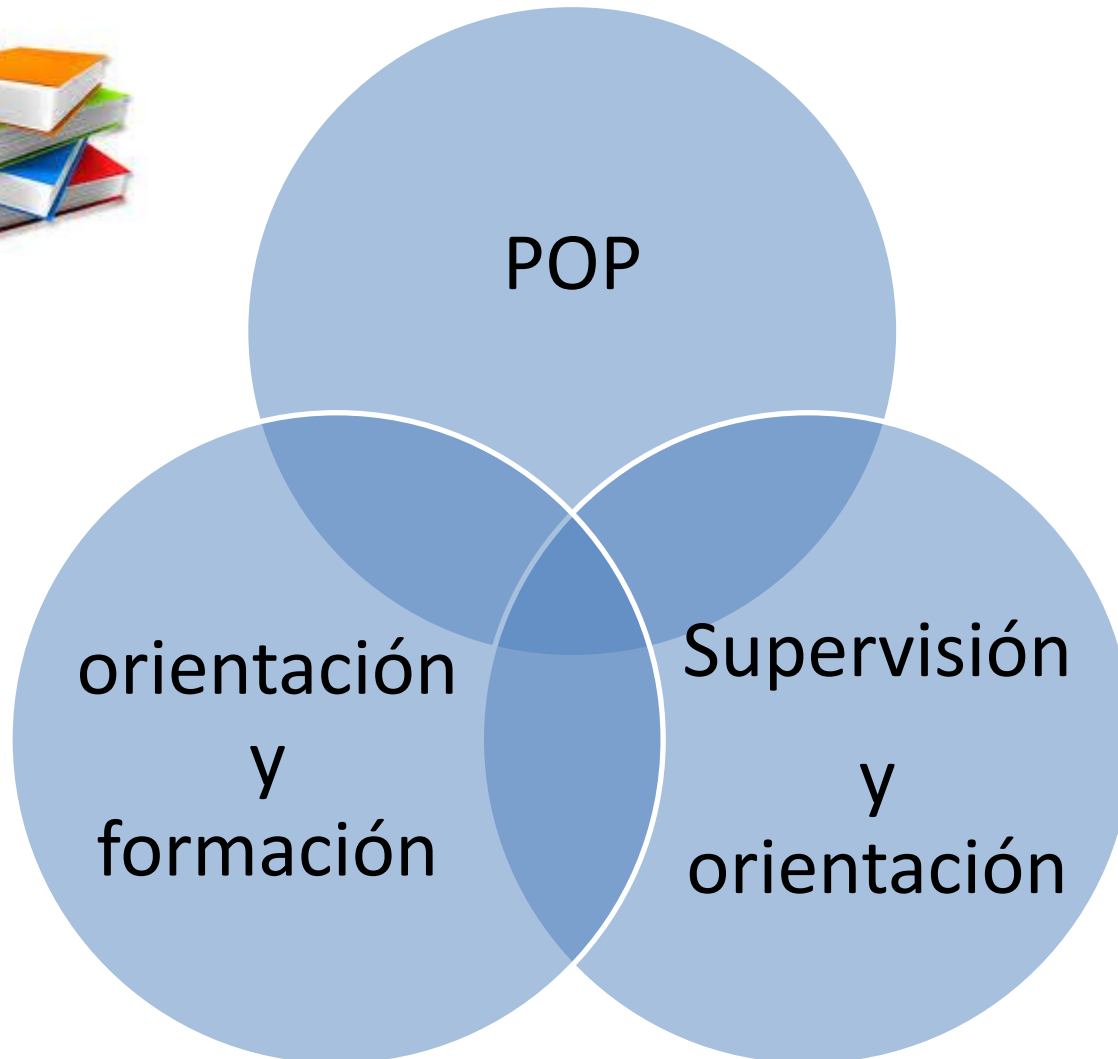 POP
orientación
y
formación
Supervisión
y
orientación